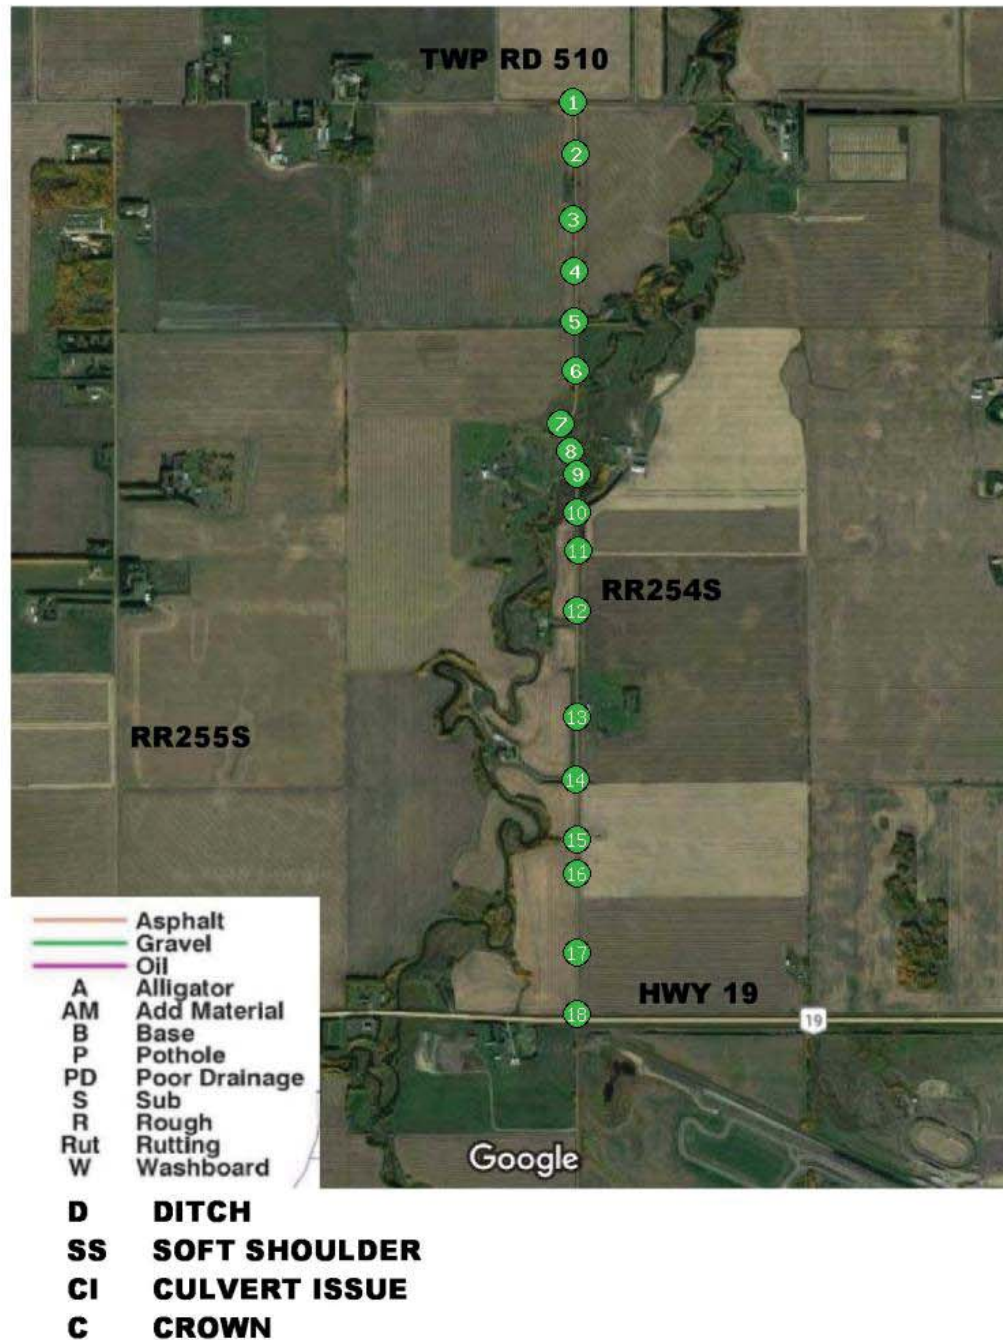 TWP RD 510
1
2
3
4
5
6
7
8
9
10
11
RR254S
12
13
RR255S
14
15
16
17
HWY 19
18
19
Asphalt
Gravel
Oil
A Alligator
AM Add Material
B Base
P Pothole
PD Poor Drainage
S Sub
R Rough
Rut Rutting
W Washboard
Google
D DITCH
SS SOFT SHOULDER
CI CULVERT ISSUE
C CROWN